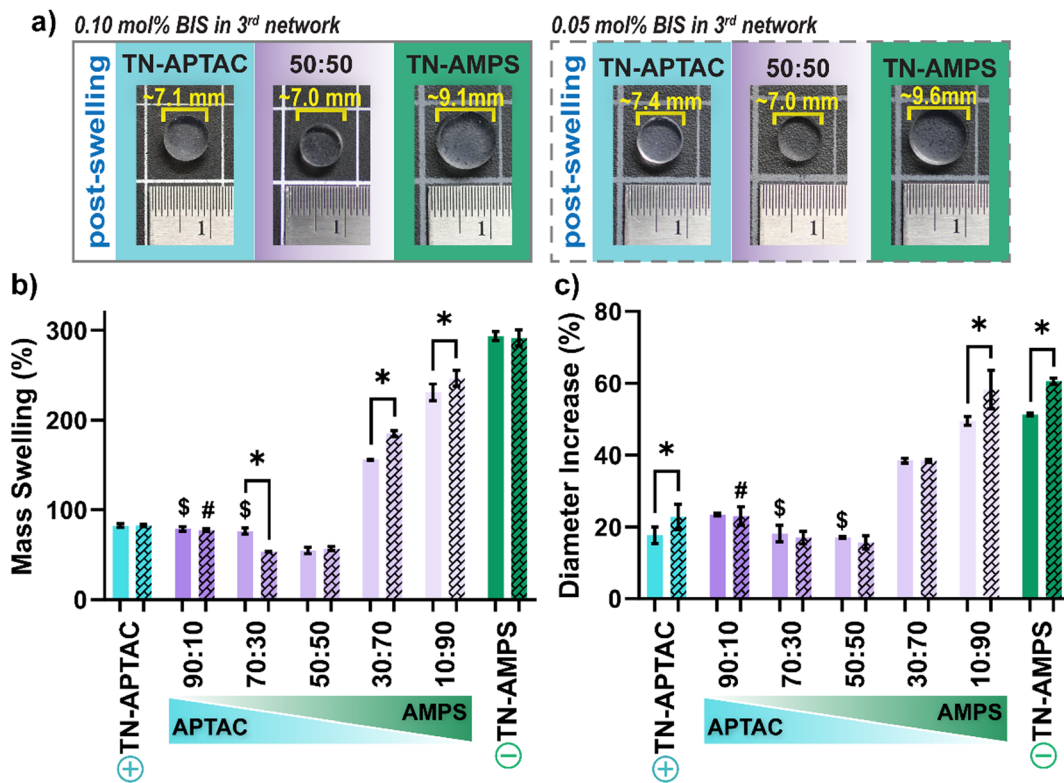 a)
0.10 mol% BIS in 3rd network
0.05 mol% BIS in 3rd network
post-swelling
TN-APTAC
50:50
TN-AMPS
~7.1 mm
~7.0 mm
~9.1mm
1
1
1
post-swelling
TN-APTAC
50:50
TN-AMPS
~7.4 mm
~7.0 mm
~9.6mm
1
1
1
b)
Mass Swelling (%)
300
200
100
0
$
#
$
*
*
*
TN-APTAC
90:10
70:30
50:50
30:70
10:90
TN-AMPS
APTAC
AMPS
+
−
c)
Diameter Increase (%)
80
60
40
20
0
*
#
$
$
*
*
TN-APTAC
90:10
70:30
50:50
30:70
10:90
TN-AMPS
APTAC
AMPS
+
−